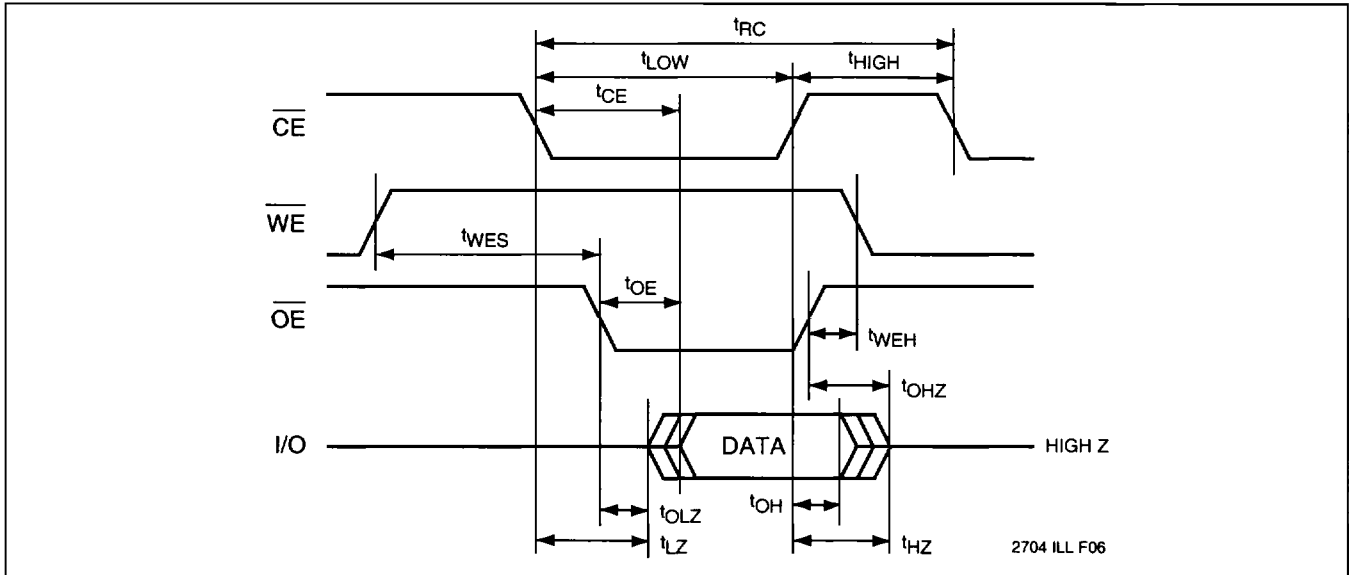 tRC
tLOW
tHIGH
tCE
CE
WE
tWES
tOE
OE
tWEH
tOHZ
I/O
DATA
HIGH Z
tOH
tOLZ
tLZ
tHZ
2704 ILL F06